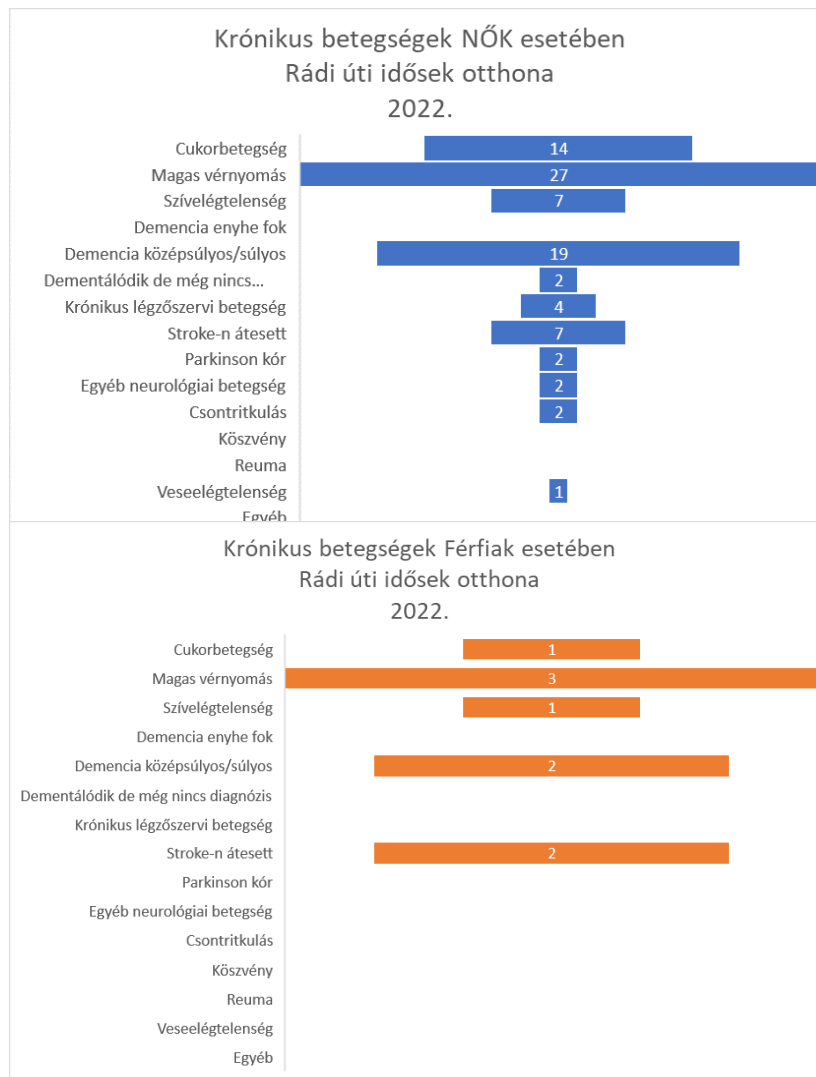 Krónikus betegségek NŐK esetében
Rádi úti idősek otthona
2022.
Cukorbetegség 14
Magas vérnyomás 27
Szívelégtelenség 7
Demencia enyhe fok
Demencia középsúlyos/súlyos 19
Dementálódik de még nincs... 2
Krónikus légzőszervi betegség 4
Stroke-n átesett 7
Parkinson kór 2
Egyéb neurológiai betegség 2
Csontritkulás 2
Köszvény
Reuma
Veseelégtelenség 1
Egyéb
Krónikus betegségek Férfiak esetében
Rádi úti idősek otthona
2022.
Cukorbetegség 1
Magas vérnyomás 3
Szívelégtelenség 1
Demencia enyhe fok
Demencia középsúlyos/súlyos 2
Dementálódik de még nincs diagnózis
Krónikus légzőszervi betegség
Stroke-n átesett 2
Parkinson kór
Egyéb neurológiai betegség
Csontritkulás
Köszvény
Reuma
Veseelégtelenség
Egyéb